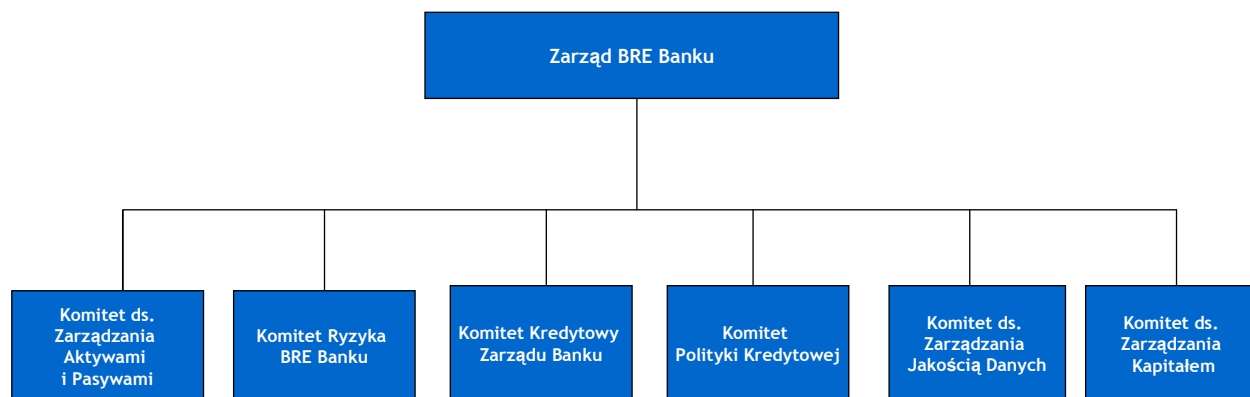 Zarząd BRE Banku
Komitet ds.
Zarządzania
Aktywami
i Pasywami
Komitet Ryzyka
BRE Banku
Komitet Kredytowy
Zarządu Banku
Komitet
Polityki Kredytowej
Komitet ds.
Zarządzania
Jakością Danych
Komitet ds.
Zarządzania
Kapitałem